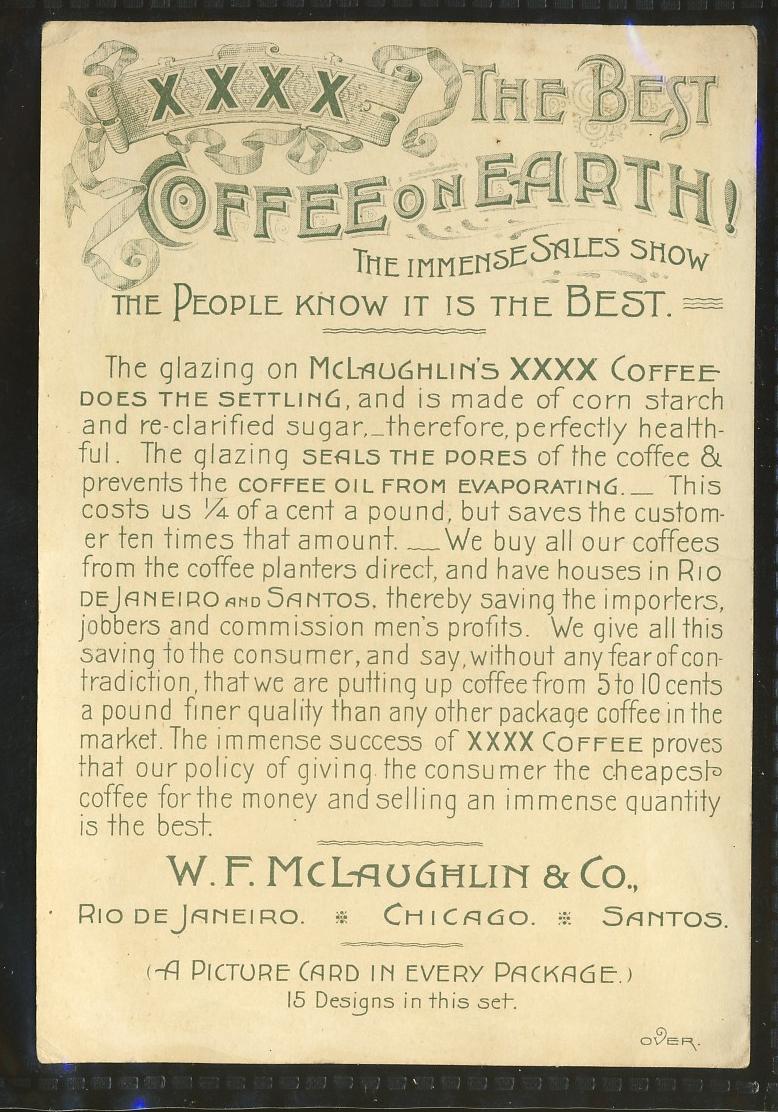 XXXX THE BEST
COFFEE ON EARTH!
THE IMMENSE SALES SHOW
THE PEOPLE KNOW IT IS THE BEST.
The glazing on McLAUGHLIN'S XXXX COFFEE
DOES THE SETTLING, and is made of corn starch
and re-clarified sugar,_therefore, perfectly health-
ful. The glazing SEALS THE PORES of the coffee &
prevents the COFFEE OIL FROM EVAPORATING.__ This
costs us ¼ of a cent a pound, but saves the custom-
er ten times that amount. __ We buy all our coffees
from the coffee planters direct, and have houses in RIO
DE JANEIRO AND SANTOS, thereby saving the importers,
jobbers and commission men's profits. We give all this
saving to the consumer, and say, without any fear of con-
tradiction, that we are putting up coffee from 5 to 10 cents
a pound finer quality than any other package coffee in the
market. The immense success of XXXX COFFEE proves
that our policy of giving the consumer the cheapest
coffee for the money and selling an immense quantity
is the best.
W. F. McLAUGHLIN & CO.,
RIO DE JANEIRO. CHICAGO. SANTOS.
(A PICTURE CARD IN EVERY PACKAGE.)
15 Designs in this set.
OVER.